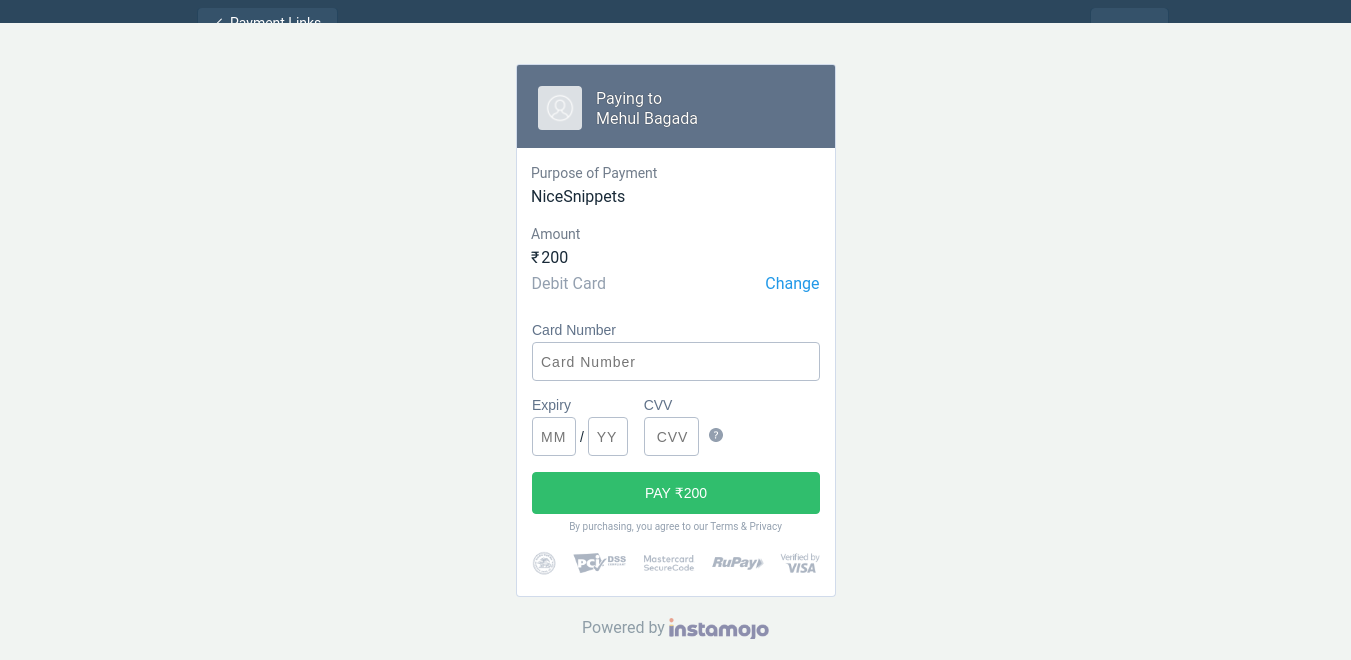 Payment Links
Paying to
Mehul Bagada
Purpose of Payment
NiceSnippets
Amount
₹200
Debit Card
Change
Card Number
Card Number
Expiry
CVV
MM / YY
CVV
?
PAY ₹200
By purchasing, you agree to our Terms & Privacy
PCI DSS
Mastercard
SecureCode
RuPay
Verified by
VISA
Powered by instamojo